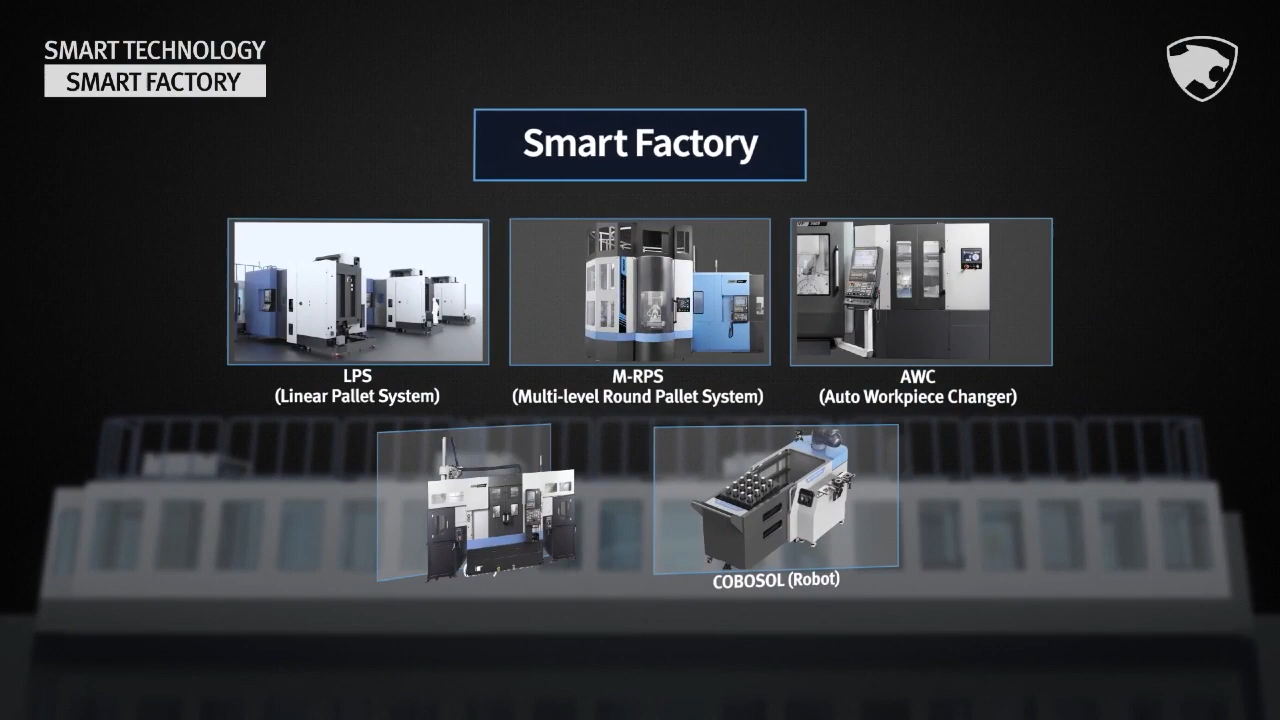 SMART TECHNOLOGY
SMART FACTORY
Smart Factory
LPS
(Linear Pallet System)
M-RPS
(Multi-level Round Pallet System)
AWC
(Auto Workpiece Changer)
COBOSOL (Robot)